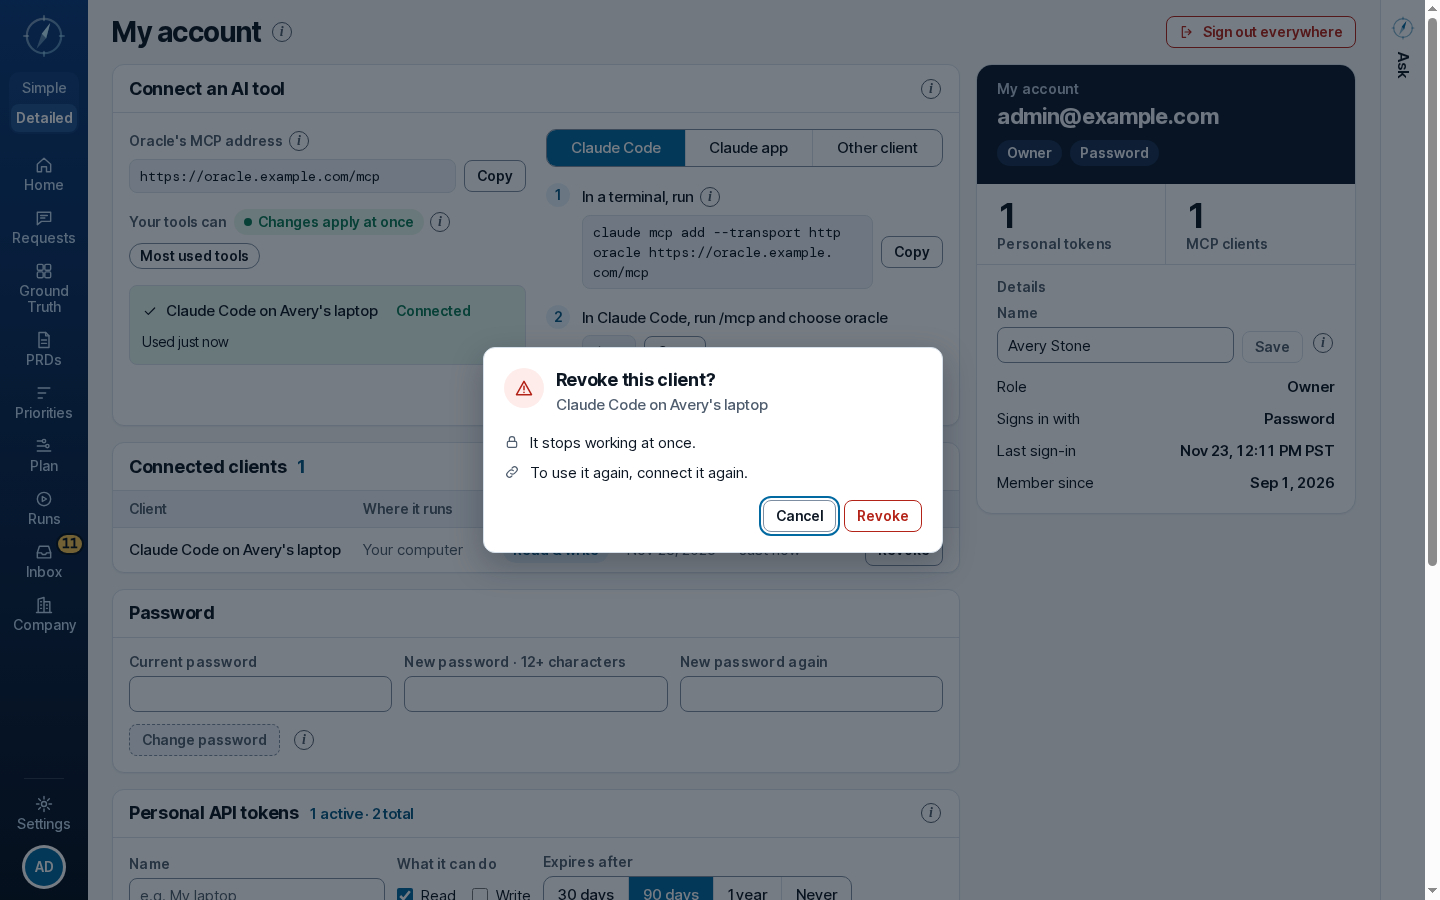 My account
i
Sign out everywhere
Ask
Simple
Detailed
Home
Requests
Ground
Truth
PRDs
Priorities
Plan
Runs
11
Inbox
Company
Settings
AD
Connect an AI tool
i
Oracle's MCP address i
https://oracle.example.com/mcp
Copy
Your tools can
Changes apply at once
i
Most used tools
Claude Code on Avery's laptop
Connected
Used just now
Claude Code
Claude app
Other client
1
In a terminal, run i
claude mcp add --transport http
oracle https://oracle.example.
com/mcp
Copy
2
In Claude Code, run /mcp and choose oracle
Revoke this client?
Claude Code on Avery's laptop
It stops working at once.
To use it again, connect it again.
Cancel
Revoke
Connected clients 1
Client
Where it runs
Claude Code on Avery's laptop
Your computer
Password
Current password
New password · 12+ characters
New password again
Change password
i
Personal API tokens 1 active · 2 total
i
Name
What it can do
Expires after
e.g. My laptop
Read
Write
30 days
90 days
1 year
Never
My account
admin@example.com
Owner
Password
1
Personal tokens
1
MCP clients
Details
Name
Avery Stone
Save
i
Role
Owner
Signs in with
Password
Last sign-in
Nov 23, 12:11 PM PST
Member since
Sep 1, 2026